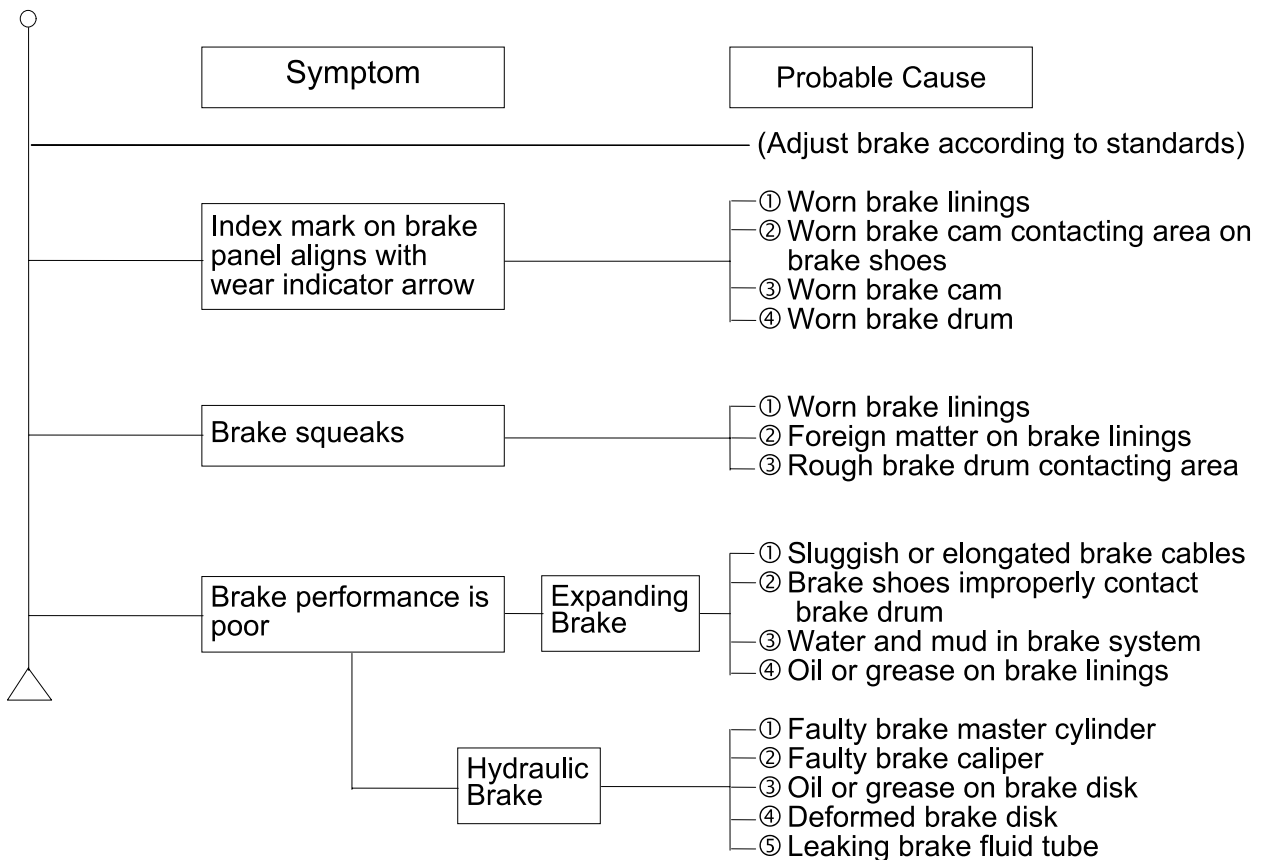 Symptom
Probable Cause
(Adjust brake according to standards)
Index mark on brake
panel aligns with
wear indicator arrow
① Worn brake linings
② Worn brake cam contacting area on
brake shoes
③ Worn brake cam
④ Worn brake drum
Brake squeaks
① Worn brake linings
② Foreign matter on brake linings
③ Rough brake drum contacting area
Brake performance is
poor
Expanding
Brake
① Sluggish or elongated brake cables
② Brake shoes improperly contact
brake drum
③ Water and mud in brake system
④ Oil or grease on brake linings
Hydraulic
Brake
① Faulty brake master cylinder
② Faulty brake caliper
③ Oil or grease on brake disk
④ Deformed brake disk
⑤ Leaking brake fluid tube